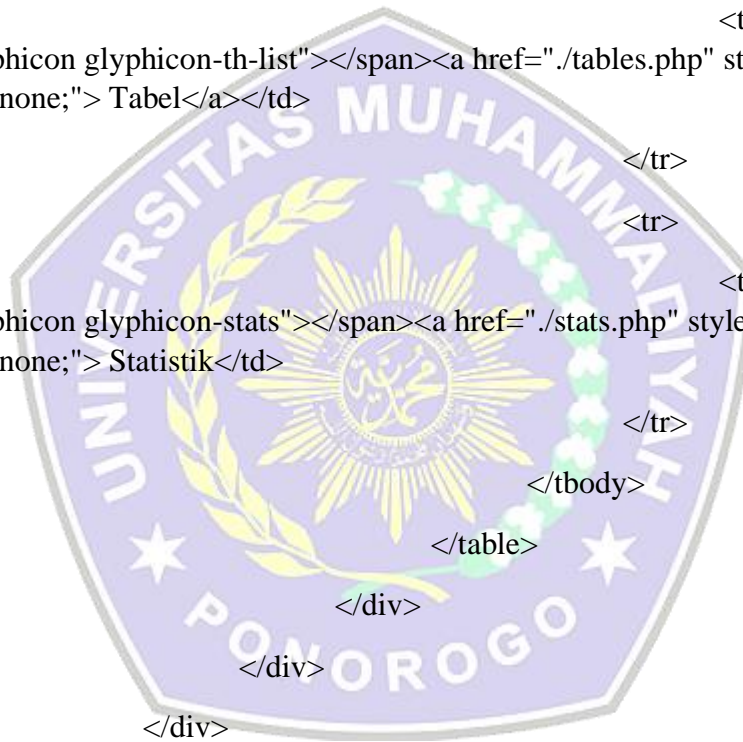 <t
phicon glyphicon-th-list"></span><a href="./tables.php" st
none;"> Tabel</a></td>
</tr>
<tr>
<t
phicon glyphicon-stats"></span><a href="./stats.php" style
none;"> Statistik</td>
</tr>
</tbody>
</table>
</div>
</div>
</div>
UNIVERSITAS MUHAMMADIYAH
PONOROGO